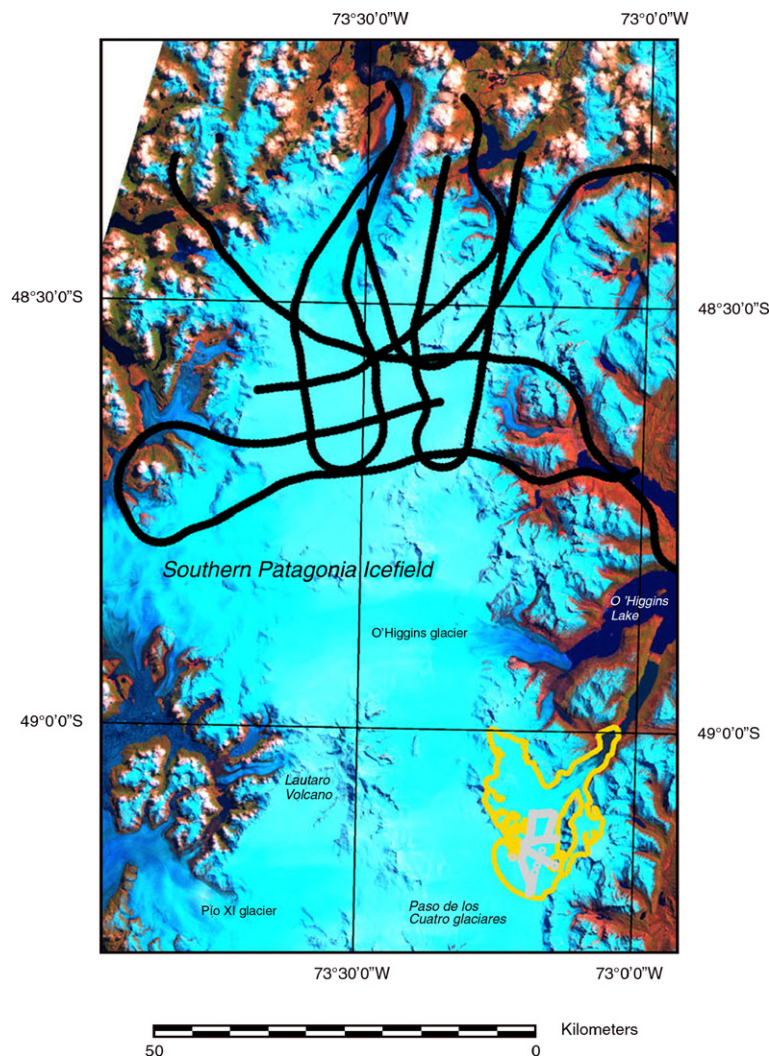 73°30'0"W
73°0'0"W
48°30'0"S
48°30'0"S
Southern Patagonia Icefield
O 'Higgins
Lake
O'Higgins glacier
49°0'0"S
49°0'0"S
Lautaro
Volcano
Pío XI glacier
Paso de los
Cuatro glaciares
73°30'0"W
73°0'0"W
Kilometers
50
0